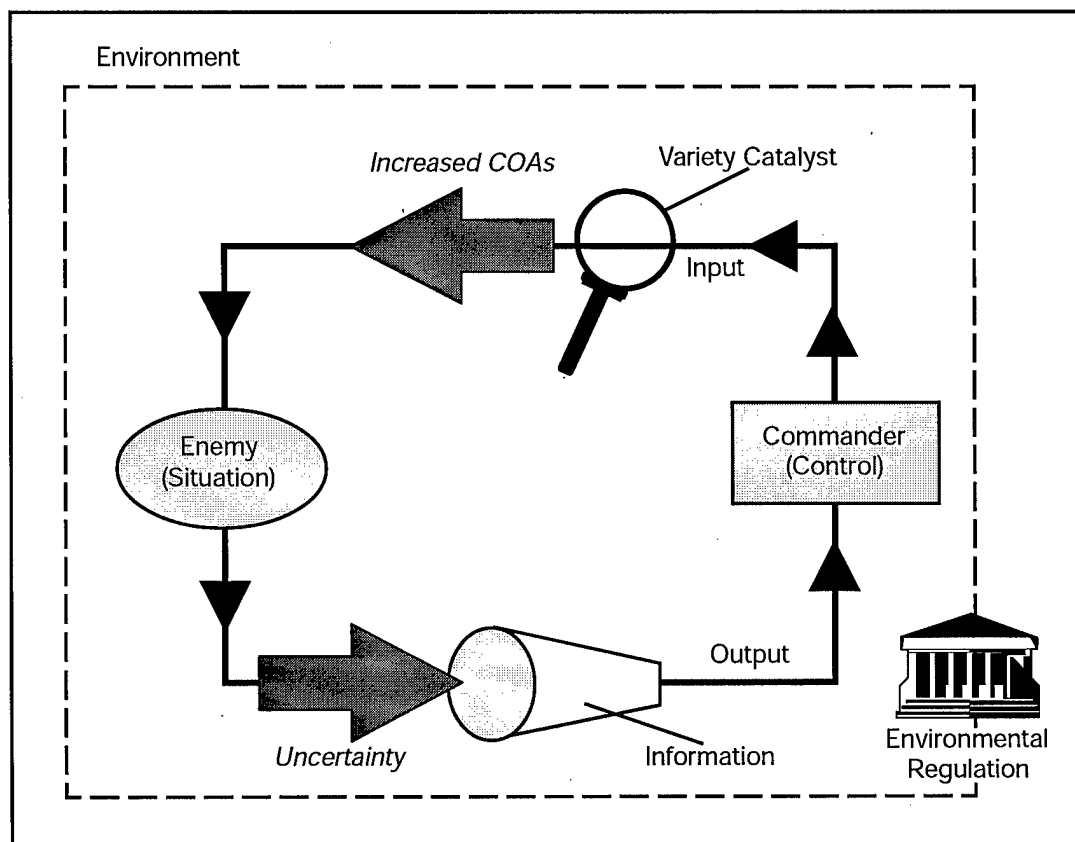 Environment
Increased COAs
Variety Catalyst
Input
Enemy
(Situation)
Commander
(Control)
Output
Uncertainty
Information
Environmental
Regulation